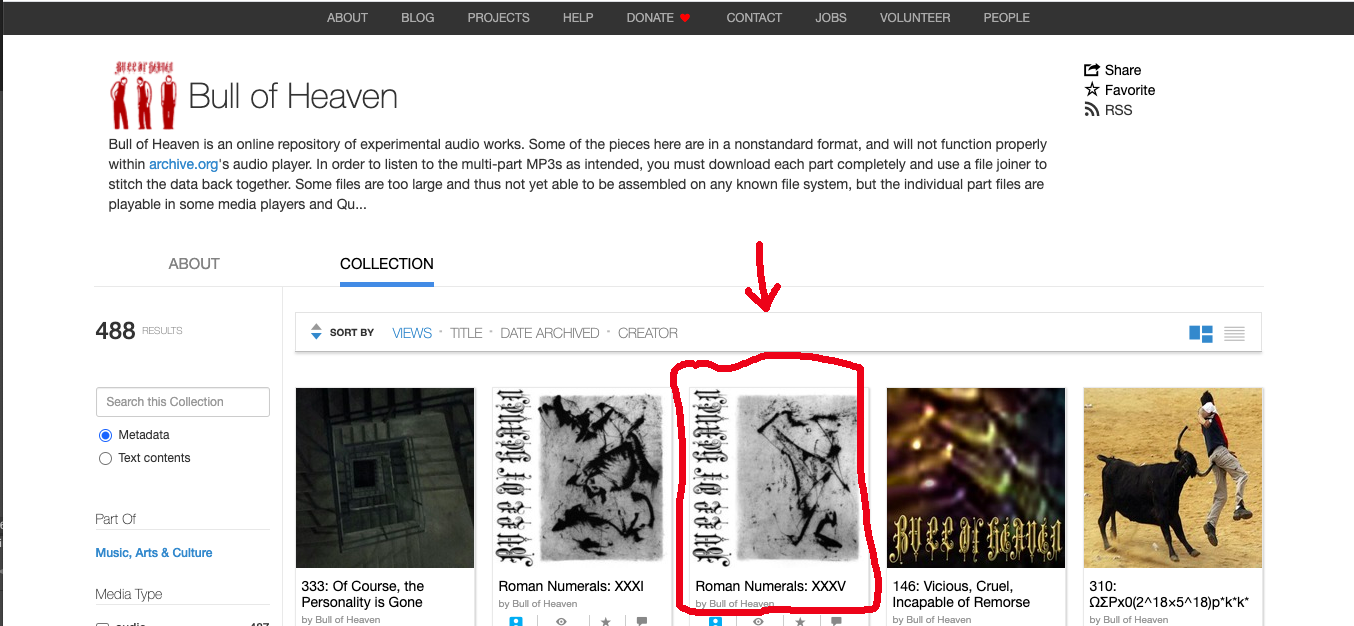 ABOUT BLOG PROJECTS HELP DONATE CONTACT JOBS VOLUNTEER PEOPLE
BULL OF HEAVEN
Bull of Heaven
Share
Favorite
RSS
Bull of Heaven is an online repository of experimental audio works. Some of the pieces here are in a nonstandard format, and will not function properly
within archive.org's audio player. In order to listen to the multi-part MP3s as intended, you must download each part completely and use a file joiner to
stitch the data back together. Some files are too large and thus not yet able to be assembled on any known file system, but the individual part files are
playable in some media players and Qu...
ABOUT COLLECTION
488 RESULTS
SORT BY VIEWS · TITLE · DATE ARCHIVED · CREATOR
Search this Collection
Metadata
Text contents
Part Of
Music, Arts & Culture
Media Type
BULL OF HEAVEN
BULL OF HEAVEN
BULL OF HEAVEN
333: Of Course, the
Personality is Gone
by Bull of Heaven
Roman Numerals: XXXI
by Bull of Heaven
Roman Numerals: XXXV
by Bull of Heaven
146: Vicious, Cruel,
Incapable of Remorse
by Bull of Heaven
310:
ΩΣPx0(2^18×5^18)p*k*k*
by Bull of Heaven